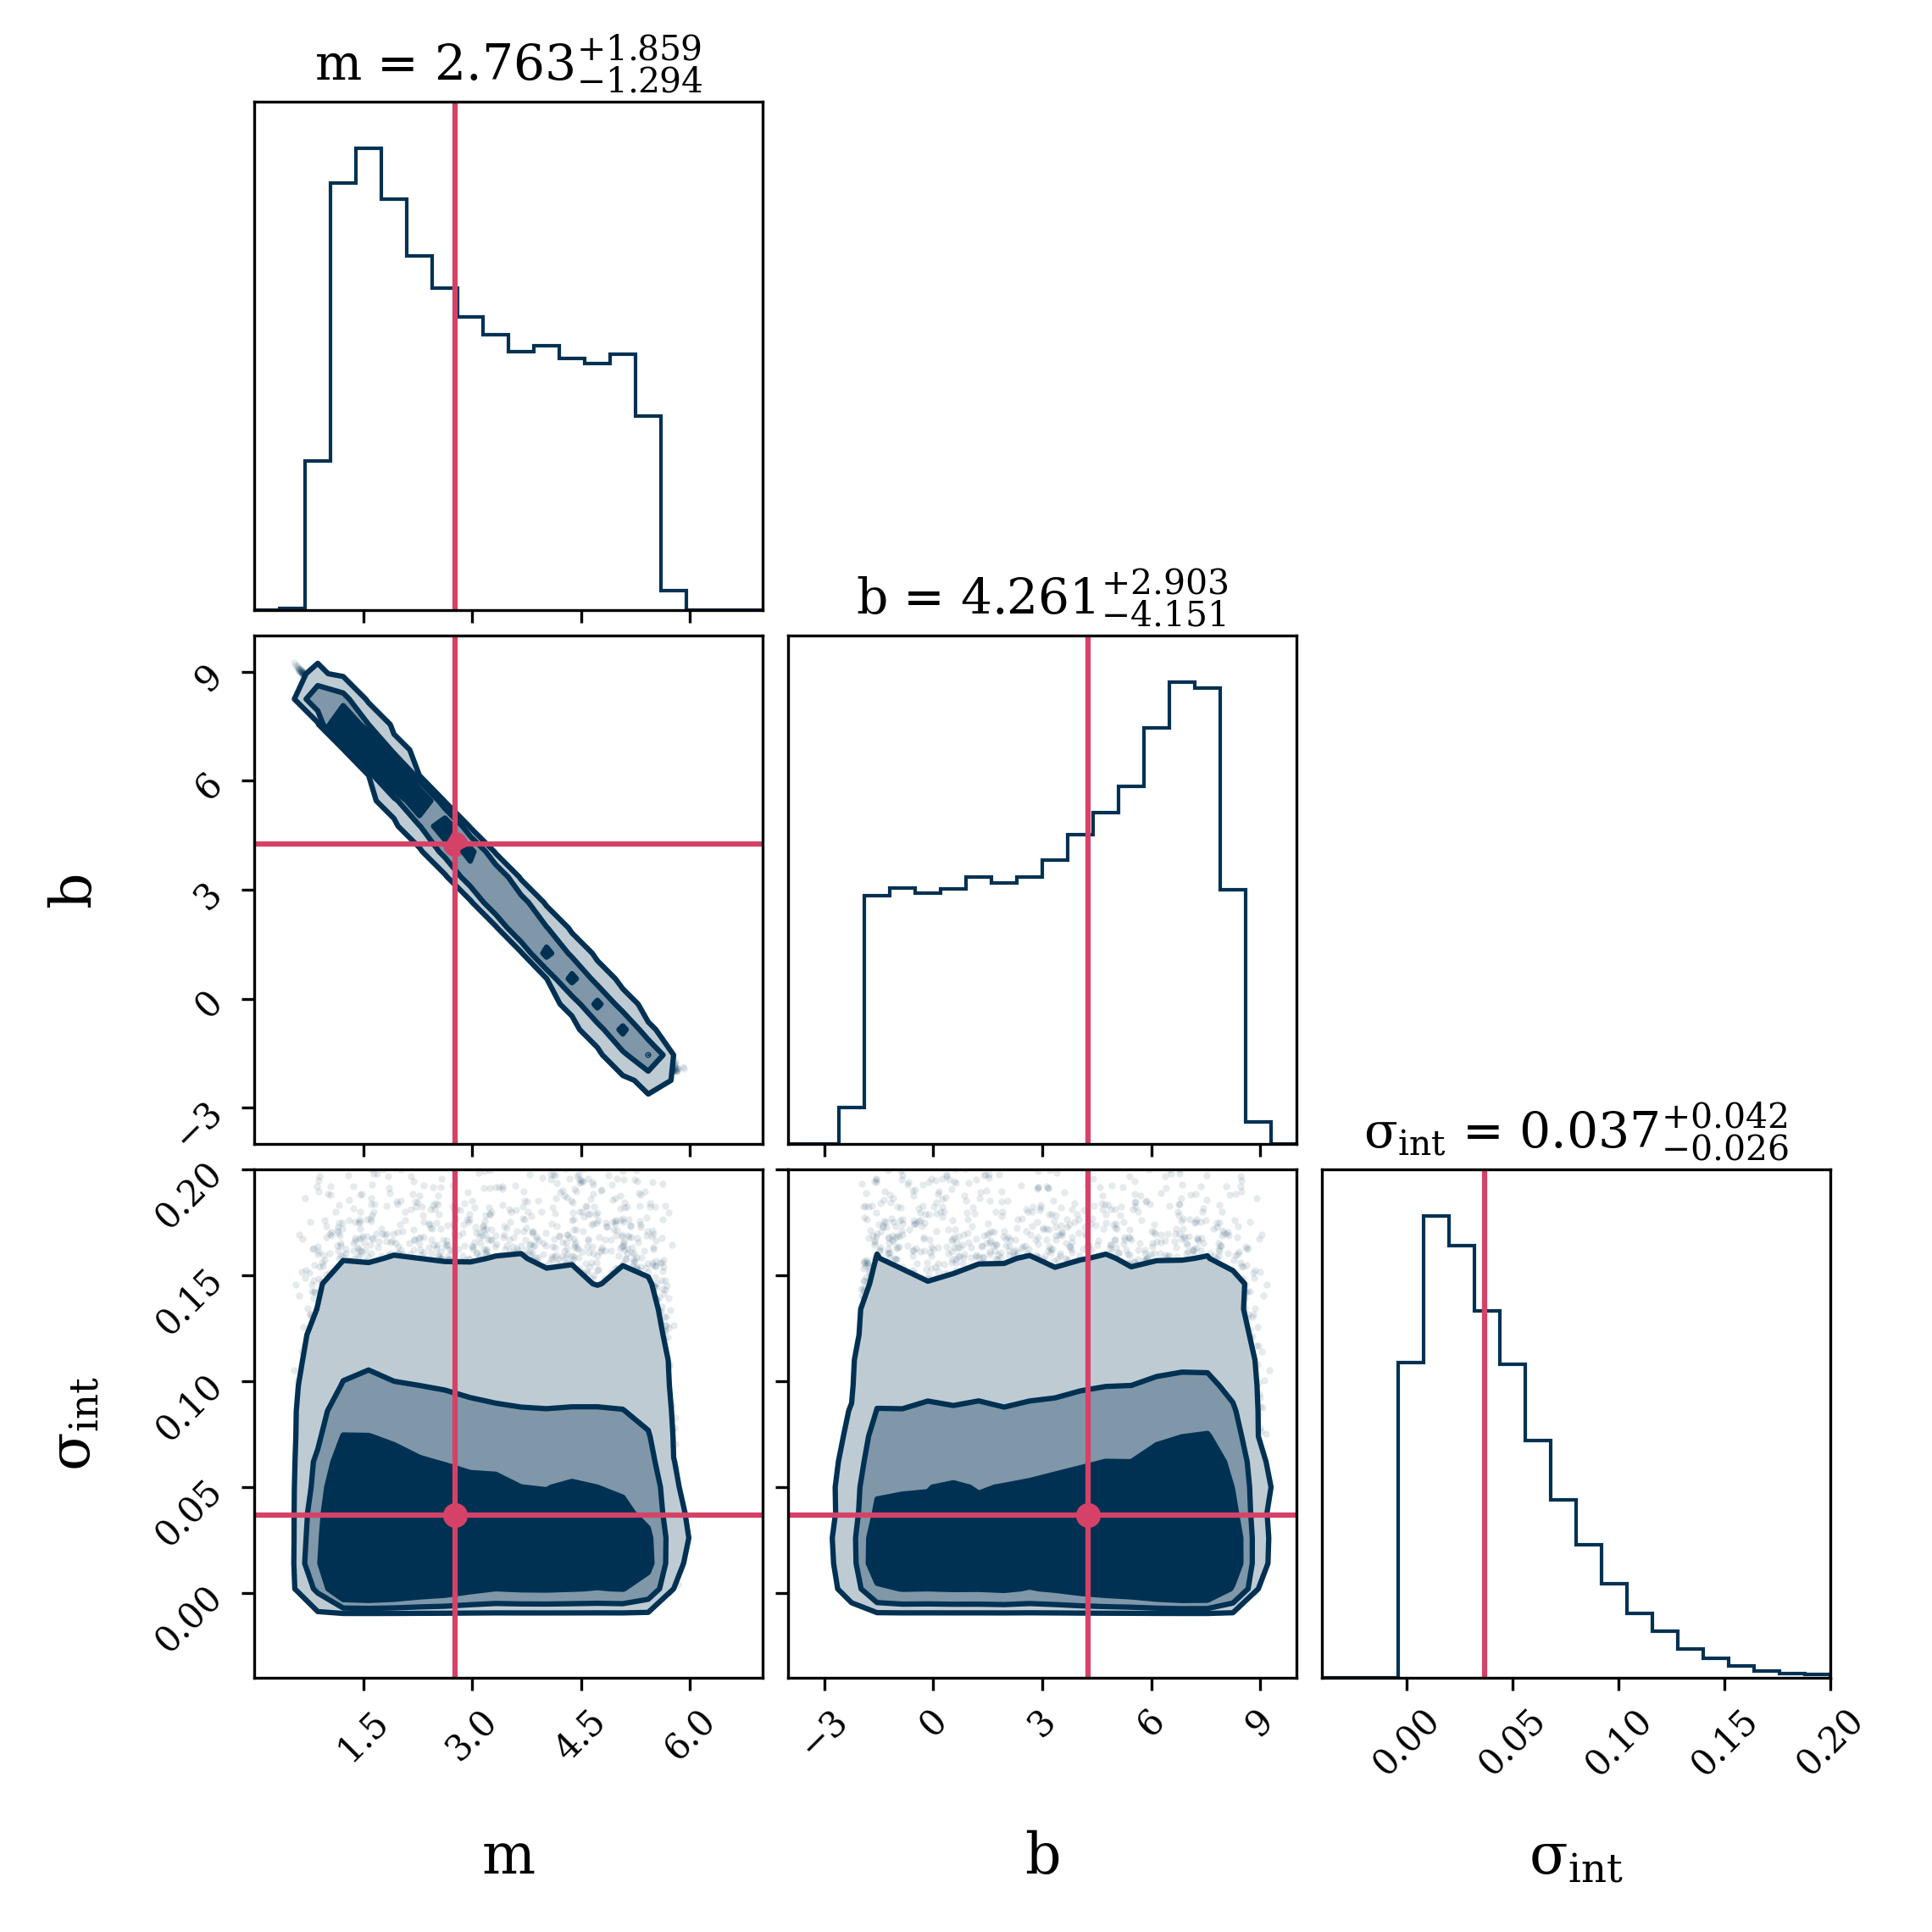 m = 2.763 +1.859 −1.294
b = 4.261 +2.903 −4.151
9
6
b
3
0
−3
σint = 0.037 +0.042 −0.026
0.20
0.15
0.10
σint
0.05
0.00
1.5 3.0 4.5 6.0 −3 0 3 6 9 0.00 0.05 0.10 0.15 0.20
m b σint